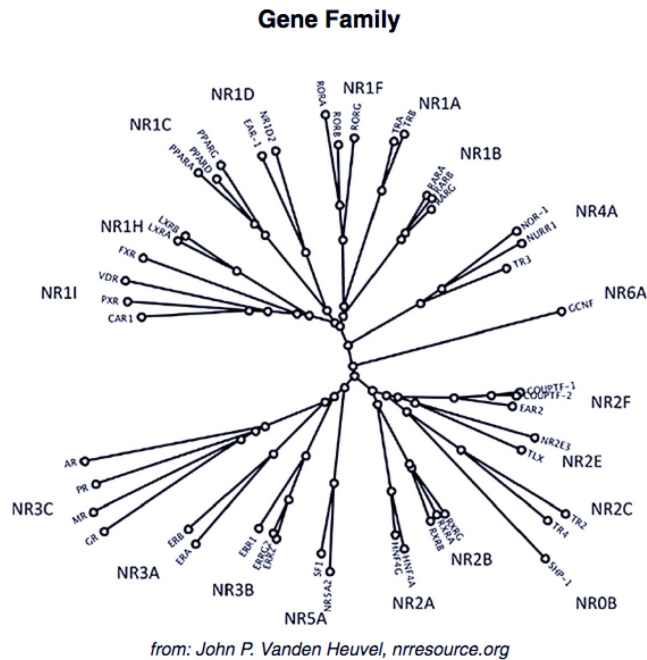 Gene Family
NR1F
NR1D
NR1A
NR1C
NR1B
NR4A
NR1H
NR6A
NR1I
NR2F
NR2E
NR3C
NR2C
NR2B
NR3A
NR3B
NR2A
NR0B
NR5A
RORA
RORB
RORG
TRA
TRB
RARA
RARB
RARG
NOR-1
NURR1
TR3
GCNF
COUPTF-1
COUPTF-2
EAR2
NR2E3
TLX
TR2
TR4
SHP-1
RXRG
RXRA
RXRB
HNF4A
HNF4G
NR5A2
SF1
ERR2
ERRG2
ERR1
ERA
ERB
GR
MR
PR
AR
CAR1
PXR
VDR
FXR
LXRA
LXRB
PPARA
PPARD
PPARG
EAR-1
NR1D2
from: John P. Vanden Heuvel, nrresource.org